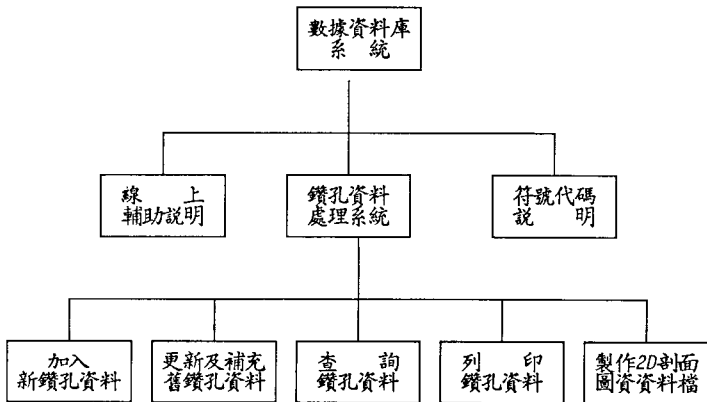 數據資料庫
系統
線上
輔助說明
鑽孔資料
處理系統
符號代碼
說明
加入
新鑽孔資料
更新及補充
舊鑽孔資料
查詢
鑽孔資料
列印
鑽孔資料
製作2D剖面
圖資資料檔